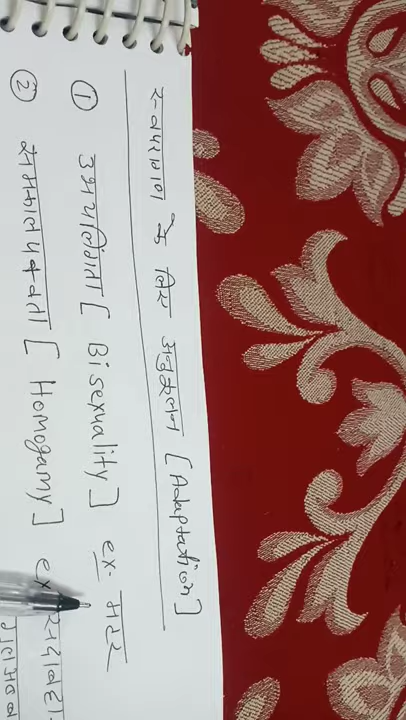 स्वपरागण के लिए अनुकूलन [Adaptation]
① उभयलिंगता [Bisexuality] ex- मटर
② समकालपक्वता [Homogamy] ex- सदाबहार
गुलाबास